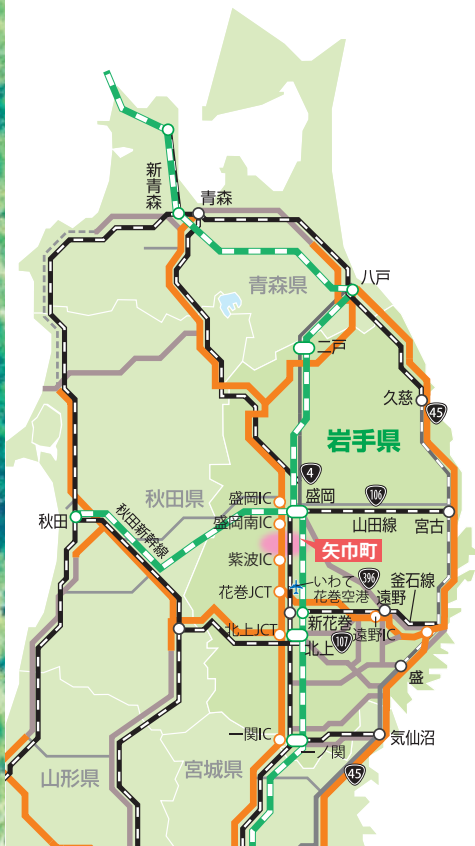 新青森
青森
青森県
八戸
二戸
久慈
45
岩手県
4
盛岡IC
盛岡
106
秋田県
秋田新幹線
秋田
盛岡南IC
山田線
宮古
矢巾町
紫波IC
いわて
花巻空港
396
釜石線
花巻JCT
遠野
新花巻
遠野IC
北上JCT
107
北上
盛
一関IC
一ノ関
気仙沼
45
山形県
宮城県